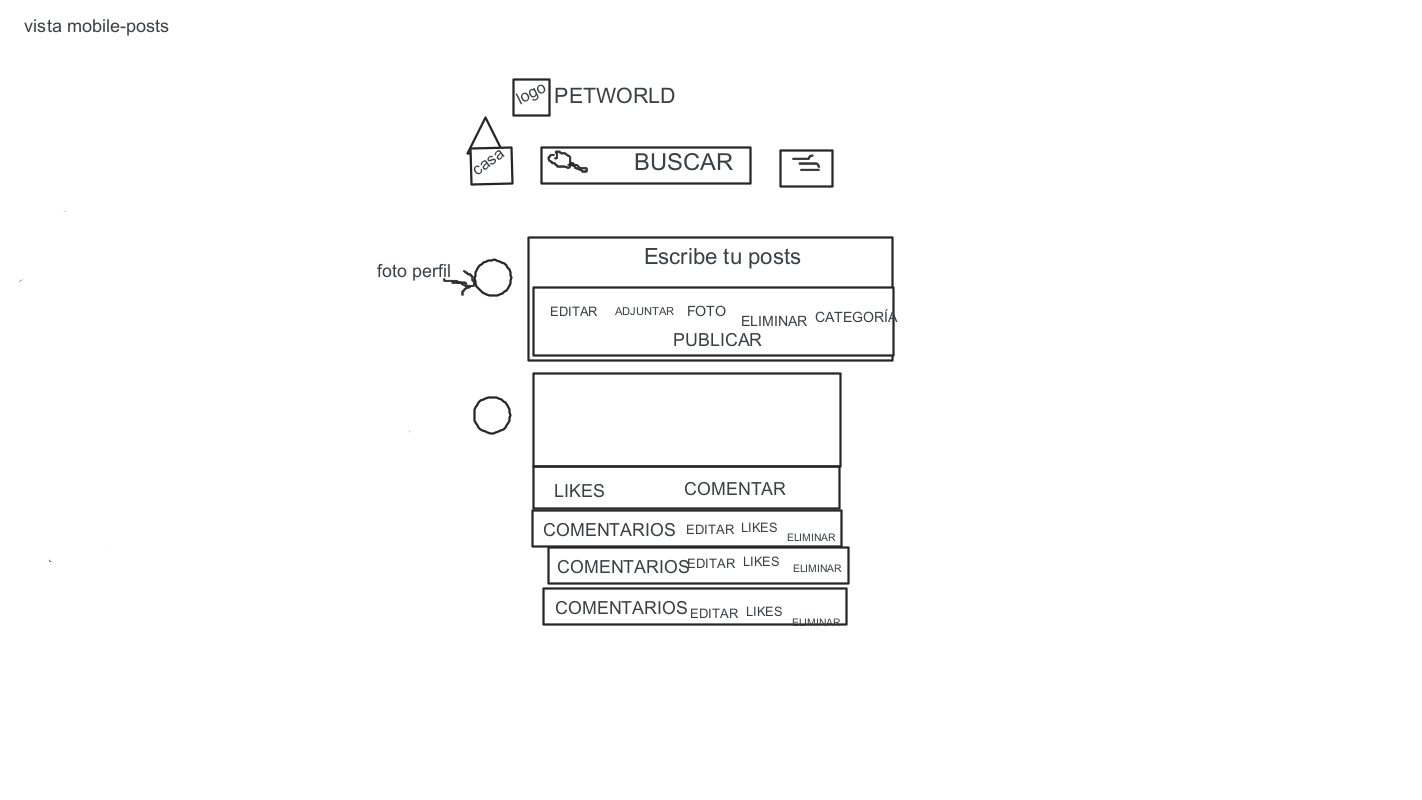 vista mobile-posts
logo PETWORLD
casa
BUSCAR
Escribe tu posts
foto perfil
EDITAR ADJUNTAR FOTO ELIMINAR CATEGORÍA
PUBLICAR
LIKES COMENTAR
COMENTARIOS EDITAR LIKES ELIMINAR
COMENTARIOS EDITAR LIKES ELIMINAR
COMENTARIOS EDITAR LIKES ELIMINAR